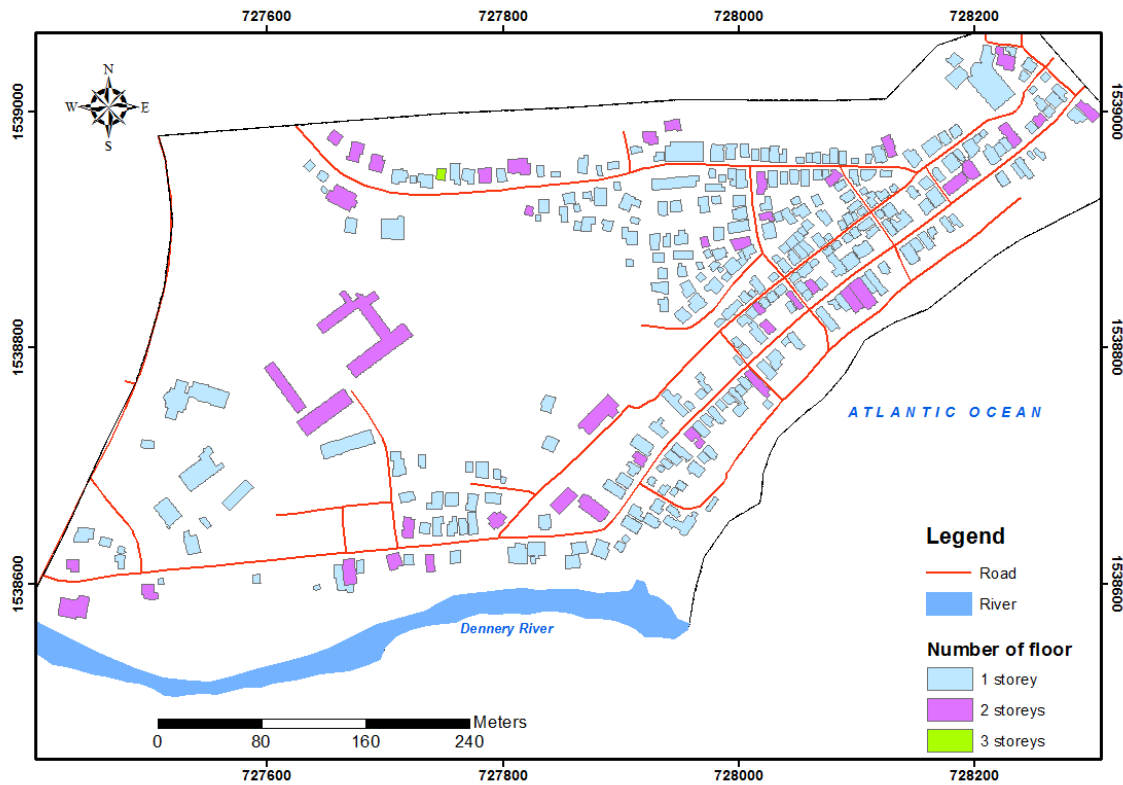 727600 727800 728000 728200
N
W E
S
1539000 1539000
1538800 1538800
ATLANTIC OCEAN
Legend
Road
River
1538600 1538600
Dennery River
Number of floor
1 storey
2 storeys
3 storeys
Meters
0 80 160 240
727600 727800 728000 728200